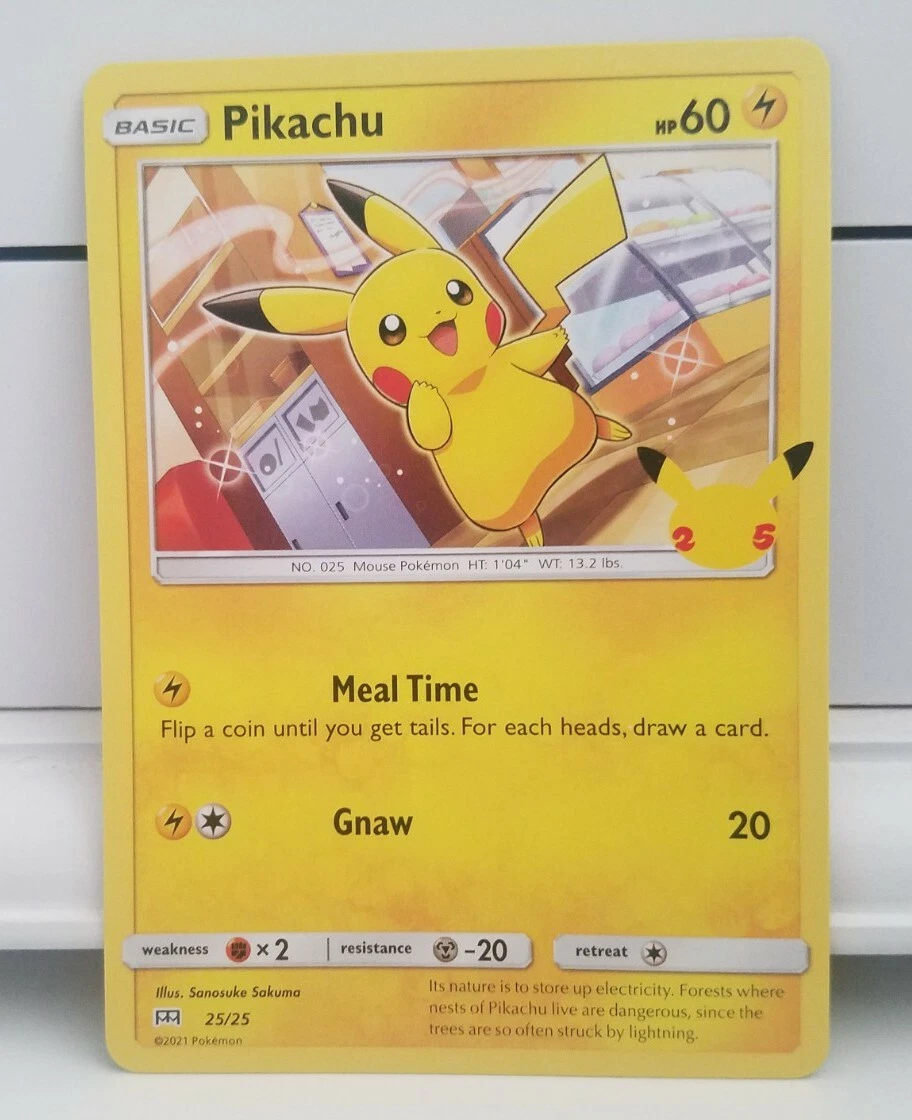 BASIC Pikachu HP 60
2 5
NO. 025 Mouse Pokémon HT: 1'04" WT: 13.2 lbs.
Meal Time
Flip a coin until you get tails. For each heads, draw a card.
Gnaw 20
weakness ×2 resistance -20 retreat
Illus. Sanosuke Sakuma
25/25
©2021 Pokémon
Its nature is to store up electricity. Forests where
nests of Pikachu live are dangerous, since the
trees are so often struck by lightning.